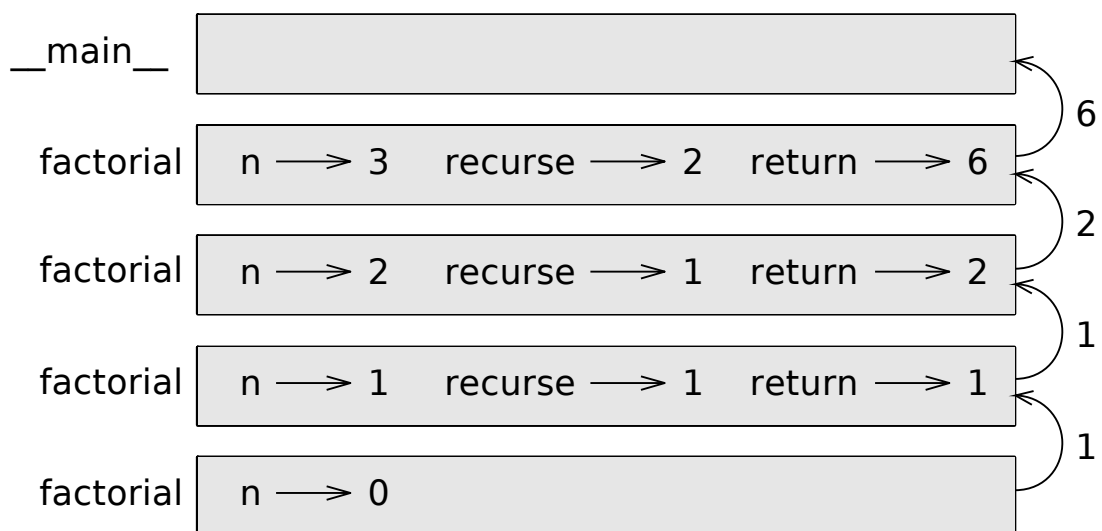 __main__
6
factorial n 3 recurse 2 return 6
2
factorial n 2 recurse 1 return 2
1
factorial n 1 recurse 1 return 1
1
factorial n 0